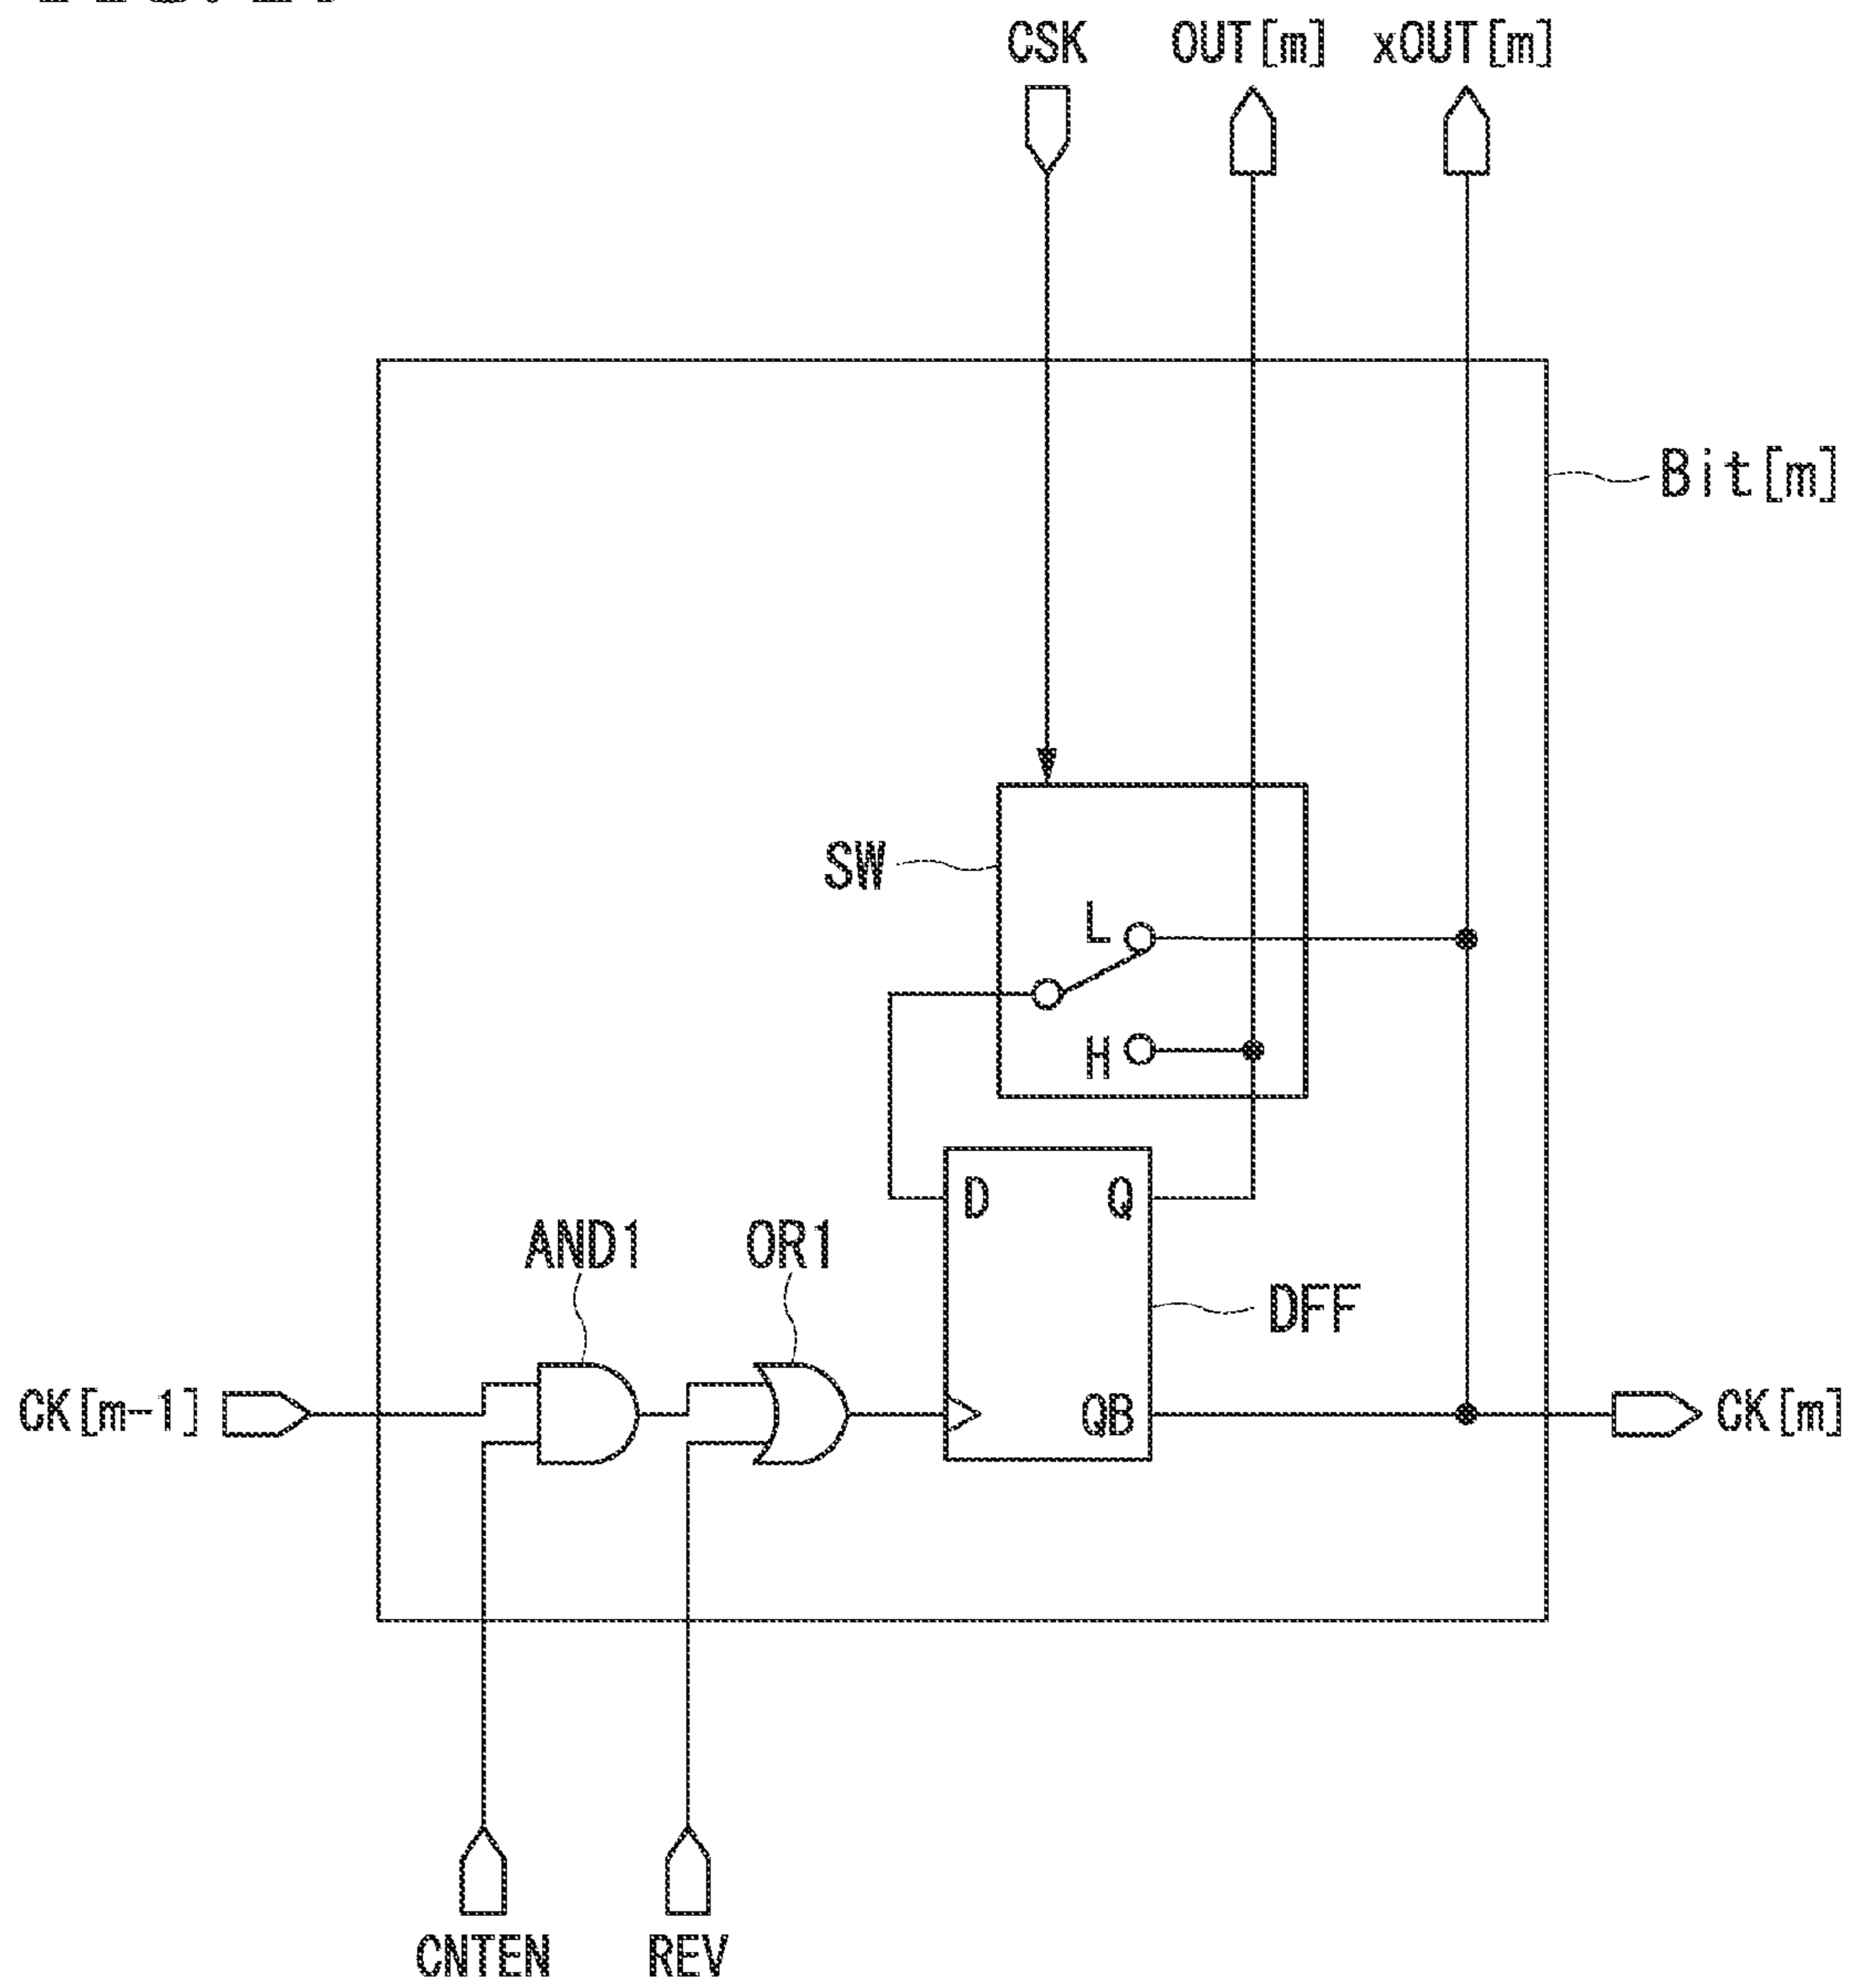 CSK OUT[m] xOUT[m]
Bit[m]
SW
L
H
D Q
AND1 OR1
DFF
CK[m-1]
QB
CK[m]
CNTEN REV